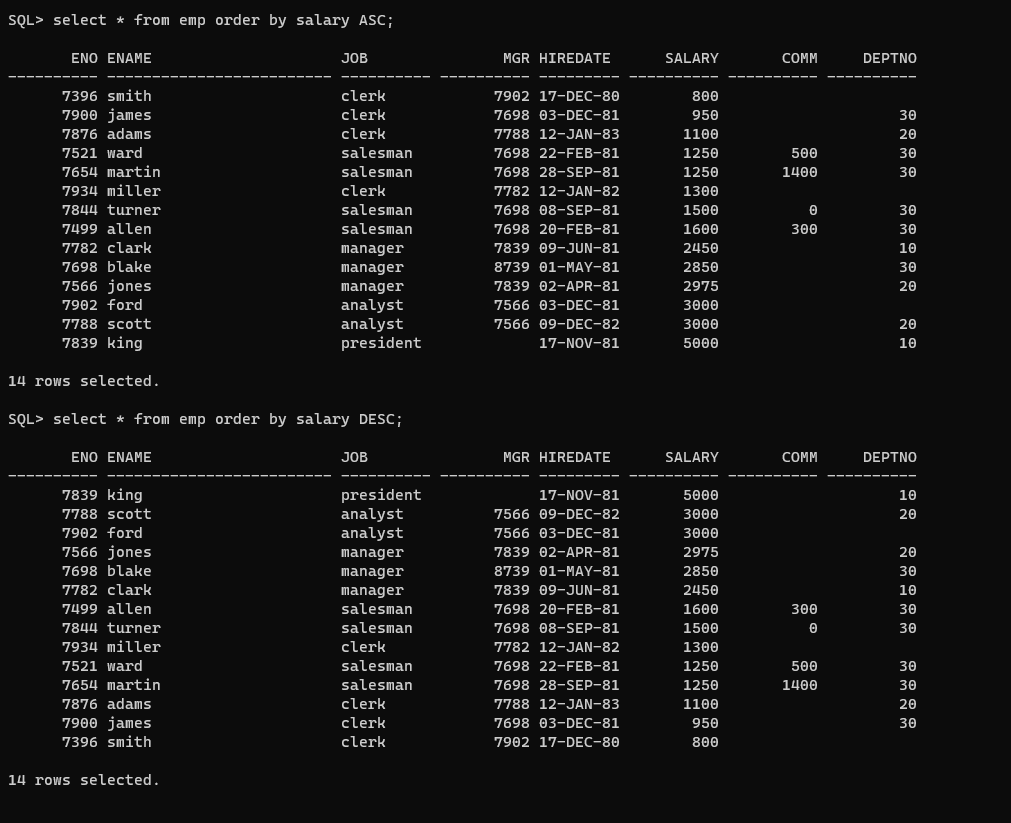 SQL> select * from emp order by salary ASC;

       ENO ENAME                     JOB               MGR HIREDATE      SALARY       COMM     DEPTNO
---------- ------------------------- ---------- ---------- --------- ---------- ---------- ----------
      7396 smith                     clerk            7902 17-DEC-80        800
      7900 james                     clerk            7698 03-DEC-81        950                    30
      7876 adams                     clerk            7788 12-JAN-83       1100                    20
      7521 ward                      salesman         7698 22-FEB-81       1250        500         30
      7654 martin                    salesman         7698 28-SEP-81       1250       1400         30
      7934 miller                    clerk            7782 12-JAN-82       1300
      7844 turner                    salesman         7698 08-SEP-81       1500          0         30
      7499 allen                     salesman         7698 20-FEB-81       1600        300         30
      7782 clark                     manager          7839 09-JUN-81       2450                    10
      7698 blake                     manager          8739 01-MAY-81       2850                    30
      7566 jones                     manager          7839 02-APR-81       2975                    20
      7902 ford                      analyst          7566 03-DEC-81       3000
      7788 scott                     analyst          7566 09-DEC-82       3000                    20
      7839 king                      president             17-NOV-81       5000                    10

14 rows selected.

SQL> select * from emp order by salary DESC;

       ENO ENAME                     JOB               MGR HIREDATE      SALARY       COMM     DEPTNO
---------- ------------------------- ---------- ---------- --------- ---------- ---------- ----------
      7839 king                      president             17-NOV-81       5000                    10
      7788 scott                     analyst          7566 09-DEC-82       3000                    20
      7902 ford                      analyst          7566 03-DEC-81       3000
      7566 jones                     manager          7839 02-APR-81       2975                    20
      7698 blake                     manager          8739 01-MAY-81       2850                    30
      7782 clark                     manager          7839 09-JUN-81       2450                    10
      7499 allen                     salesman         7698 20-FEB-81       1600        300         30
      7844 turner                    salesman         7698 08-SEP-81       1500          0         30
      7934 miller                    clerk            7782 12-JAN-82       1300
      7521 ward                      salesman         7698 22-FEB-81       1250        500         30
      7654 martin                    salesman         7698 28-SEP-81       1250       1400         30
      7876 adams                     clerk            7788 12-JAN-83       1100                    20
      7900 james                     clerk            7698 03-DEC-81        950                    30
      7396 smith                     clerk            7902 17-DEC-80        800

14 rows selected.